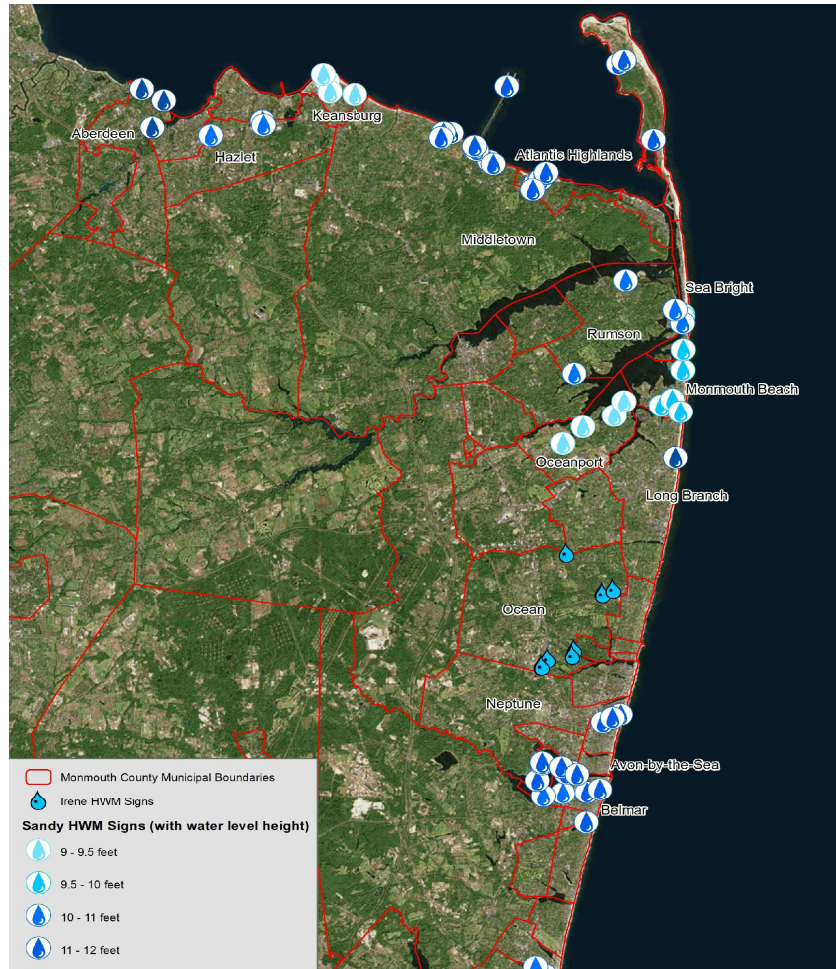 Aberdeen
Keansburg
Hazlet
Atlantic Highlands
Middletown
Sea Bright
Rumson
Monmouth Beach
Oceanport
Long Branch
Ocean
Neptune
Avon-by-the-Sea
Belmar
Monmouth County Municipal Boundaries
Irene HWM Signs
Sandy HWM Signs (with water level height)
9 - 9.5 feet
9.5 - 10 feet
10 - 11 feet
11 - 12 feet